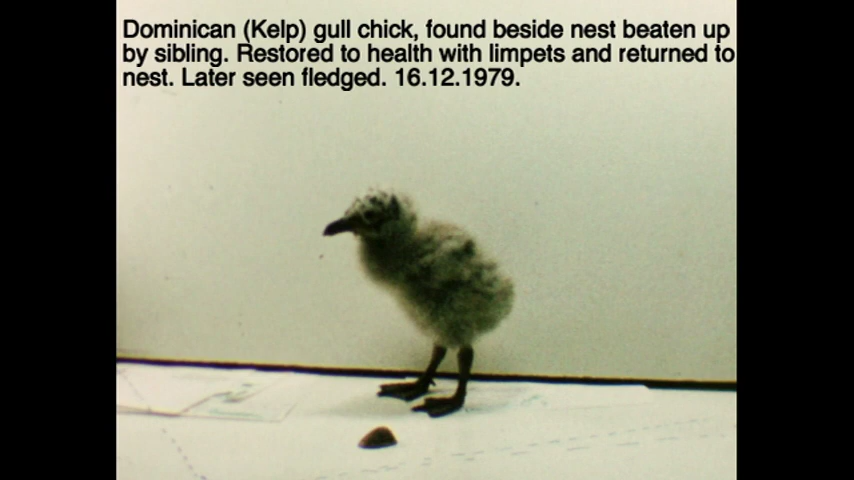 Dominican (Kelp) gull chick, found beside nest beaten up
by sibling. Restored to health with limpets and returned to
nest. Later seen fledged. 16.12.1979.